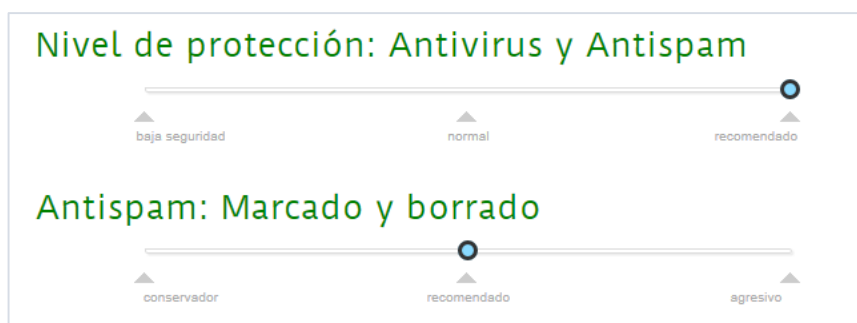 Nivel de protección: Antivirus y Antispam
baja seguridad normal recomendado
Antispam: Marcado y borrado
conservador recomendado agresivo